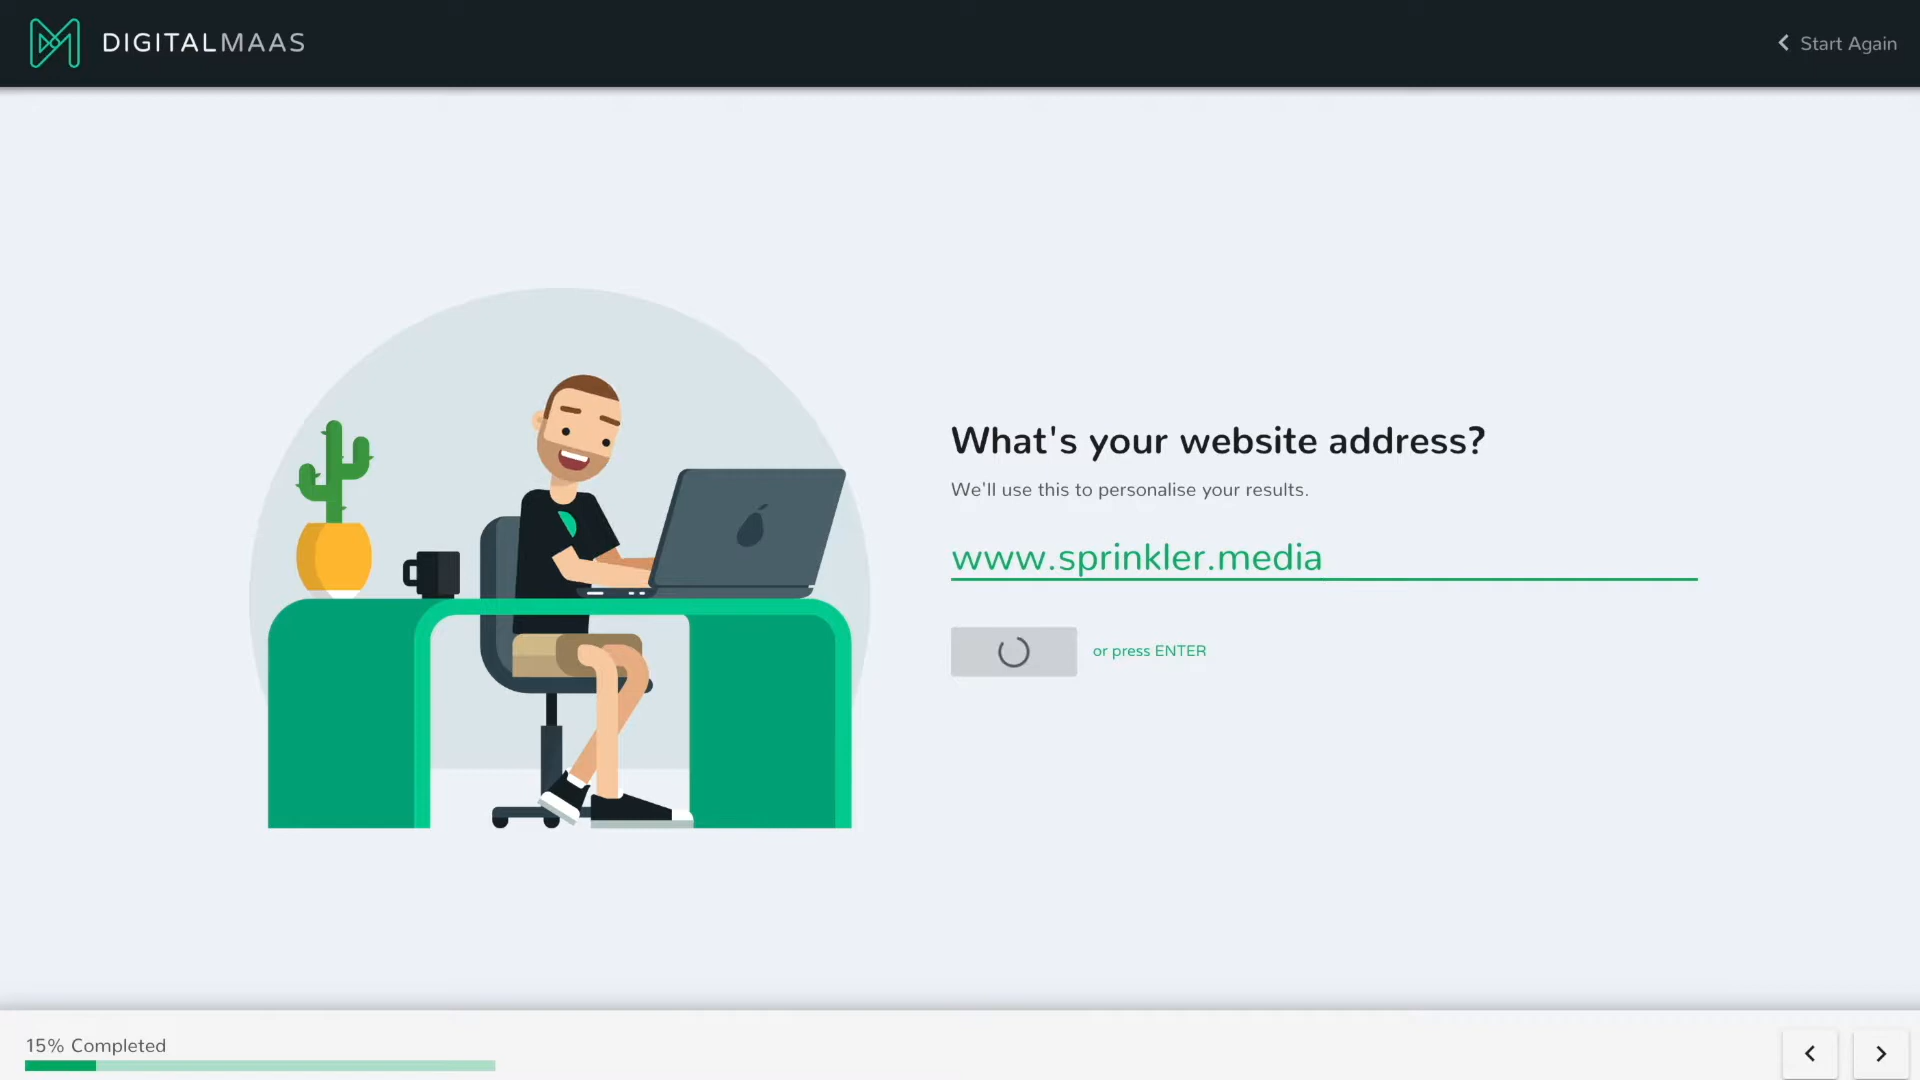 DIGITALMAAS
Start Again
What's your website address?
We'll use this to personalise your results.
www.sprinkler.media
or press ENTER
15% Completed